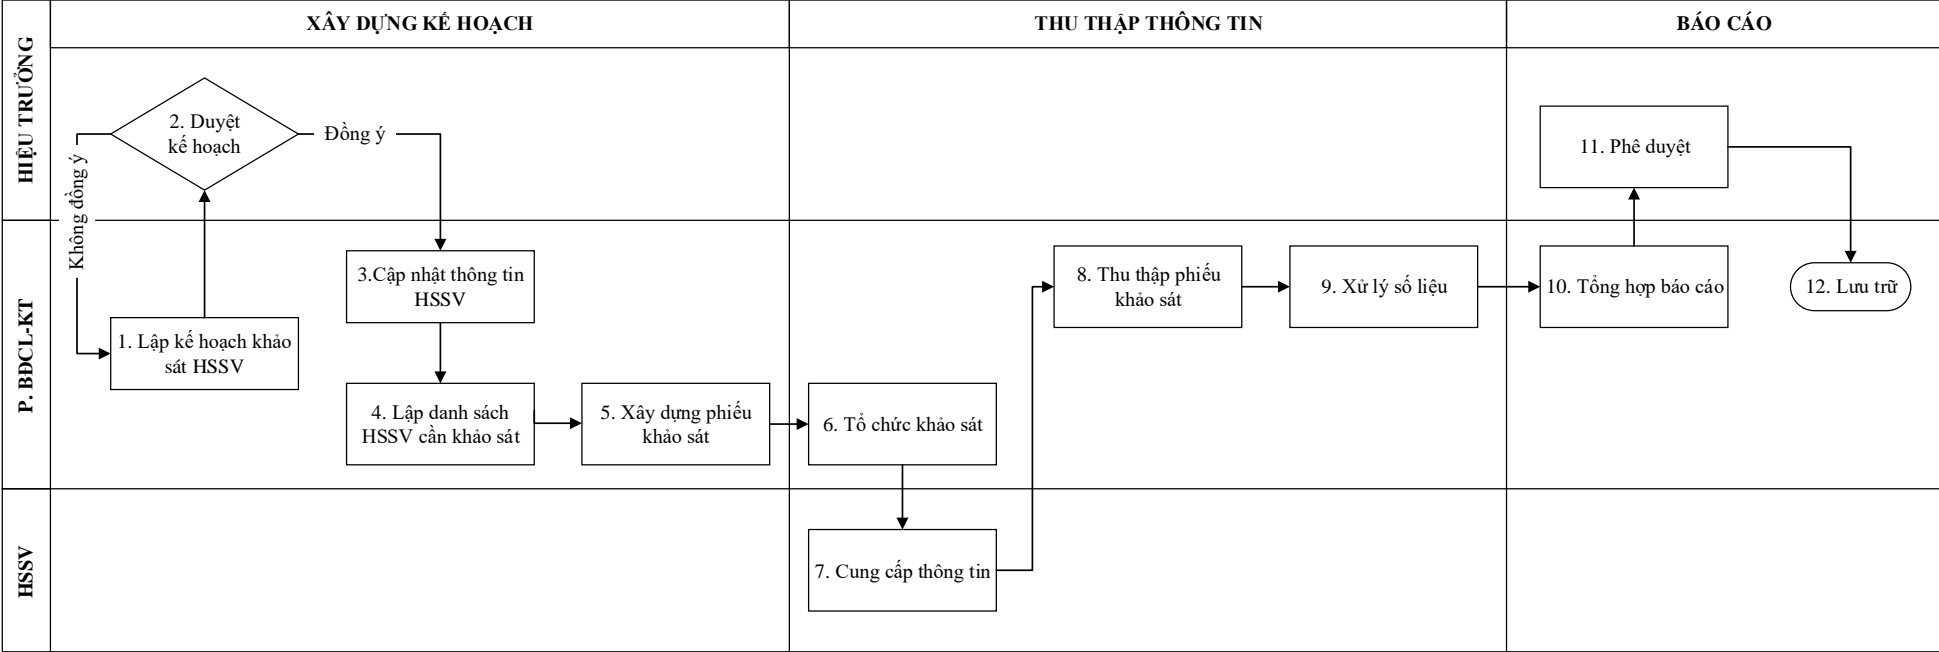 XÂY DỰNG KẾ HOẠCH
THU THẬP THÔNG TIN
BÁO CÁO
HIỆU TRƯỞNG
2. Duyệt
kế hoạch
Đồng ý
Không đồng ý
11. Phê duyệt
P. BĐCL-KT
1. Lập kế hoạch khảo
sát HSSV
3.Cập nhật thông tin
HSSV
4. Lập danh sách
HSSV cần khảo sát
5. Xây dựng phiếu
khảo sát
6. Tổ chức khảo sát
8. Thu thập phiếu
khảo sát
9. Xử lý số liệu
10. Tổng hợp báo cáo
12. Lưu trữ
HSSV
7. Cung cấp thông tin